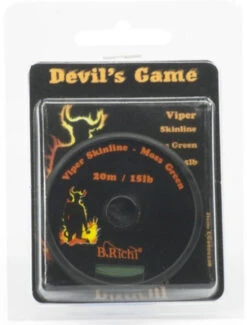 Devil's Game
Viper
Skinline
Green
Viper Skinline - Moss Green
20m / 15lb
B.Richi